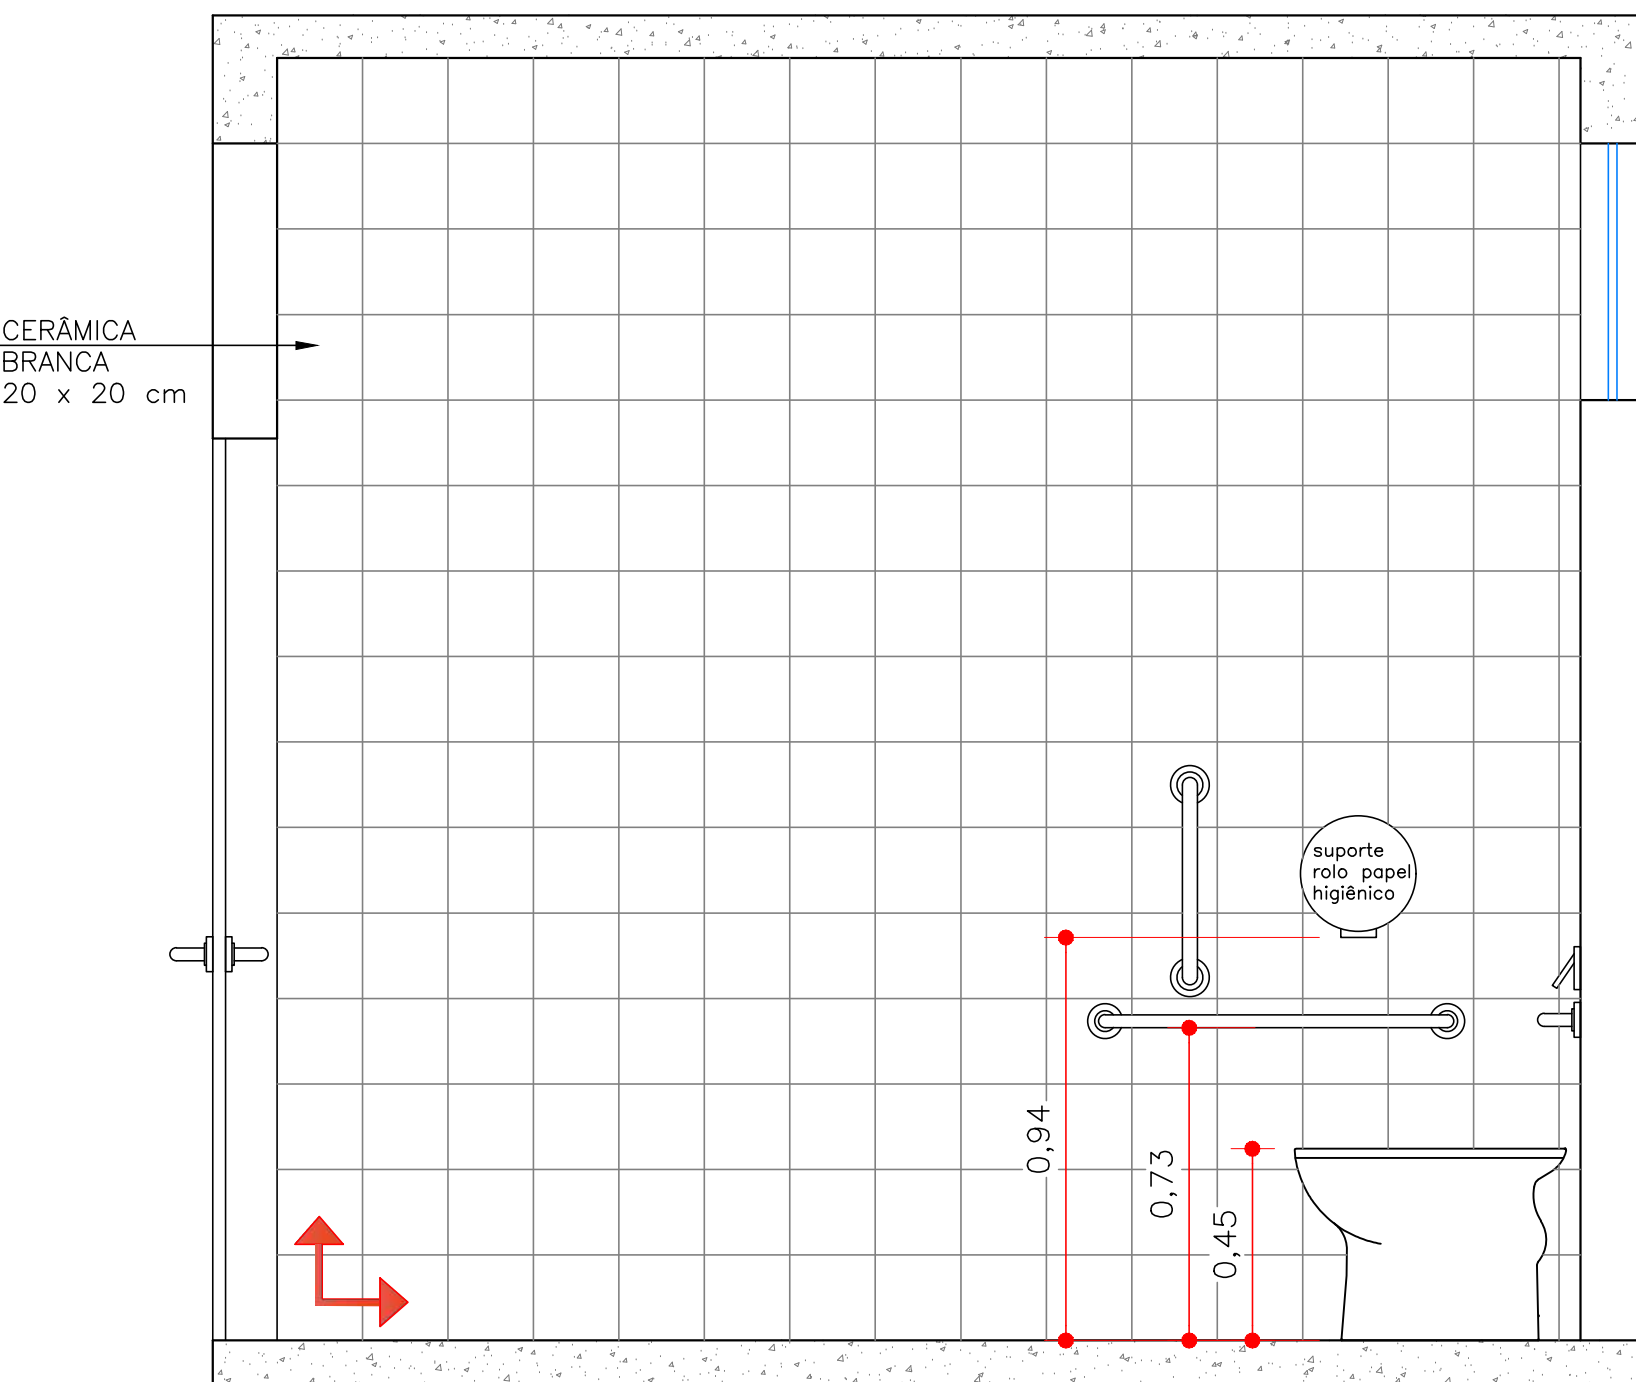 CERÂMICA
BRANCA
20 x 20 cm
suporte
rolo papel
higiênico
0,94
0,73
0,45